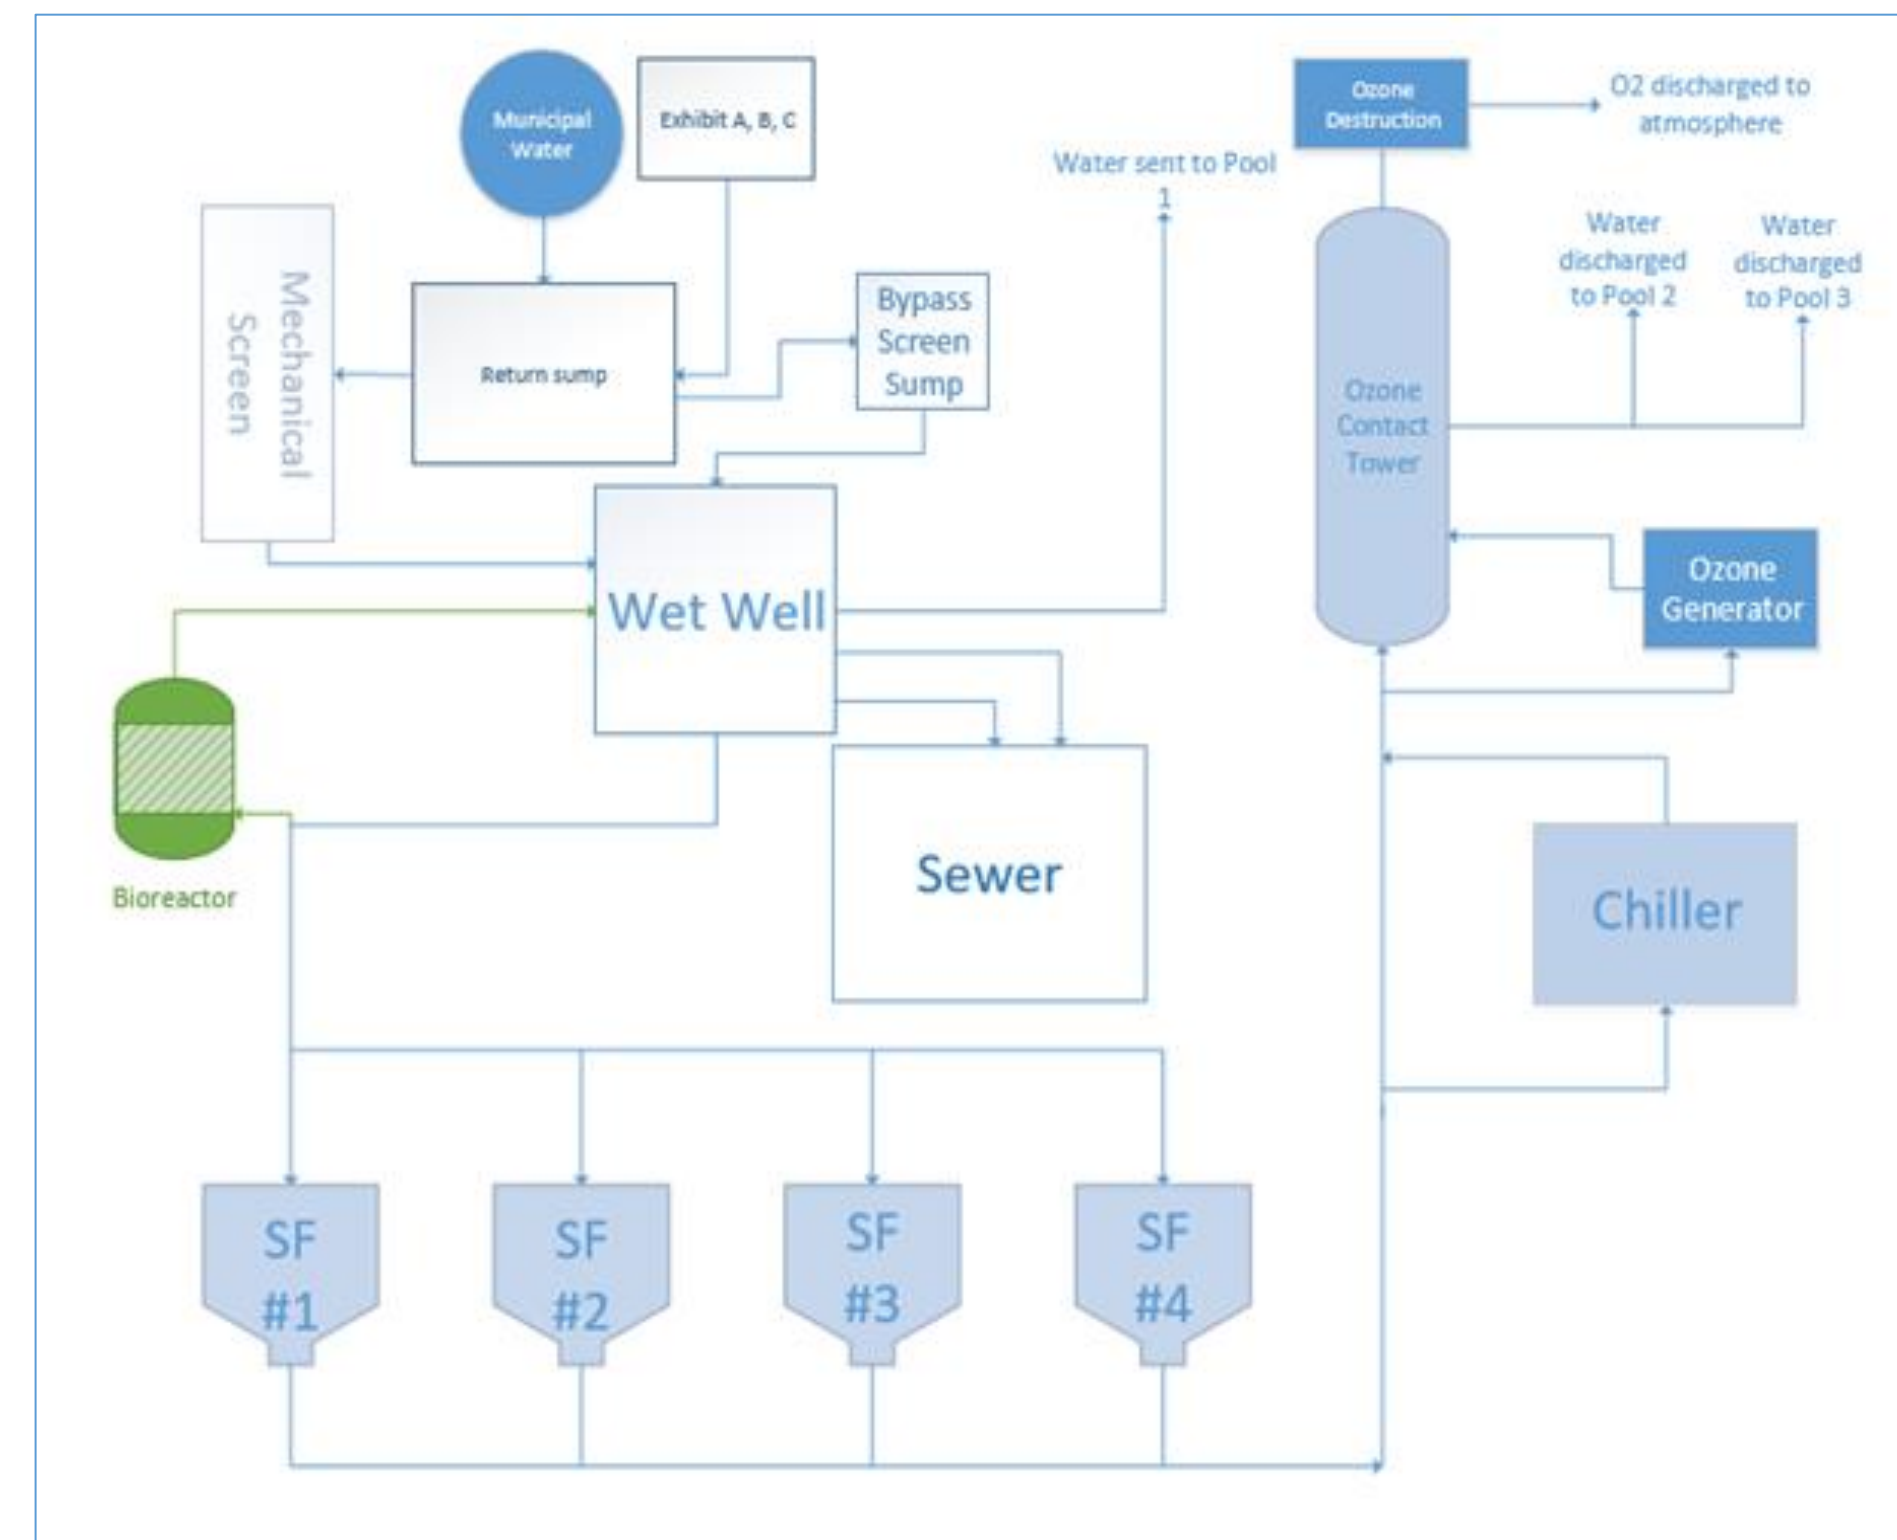 Municipal
Water
Exhibit A, B, C
Ozone
Destruction
O2 discharged to
atmosphere
Water sent to Pool
1
Water
discharged
to Pool 2
Water
discharged
to Pool 3
Mechanical
Screen
Return sump
Bypass
Screen
Sump
Ozone
Contact
Tower
Ozone
Generator
Wet Well
Bioreactor
Sewer
Chiller
SF
#1
SF
#2
SF
#3
SF
#4